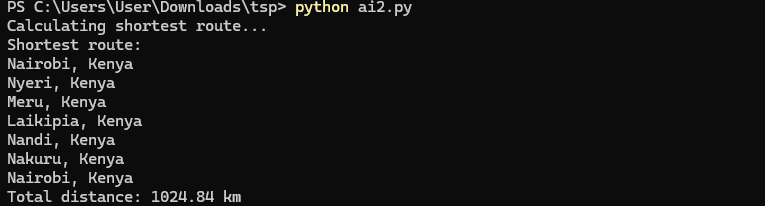 PS C:\Users\User\Downloads\tsp> python ai2.py
Calculating shortest route...
Shortest route:
Nairobi, Kenya
Nyeri, Kenya
Meru, Kenya
Laikipia, Kenya
Nandi, Kenya
Nakuru, Kenya
Nairobi, Kenya
Total distance: 1024.84 km